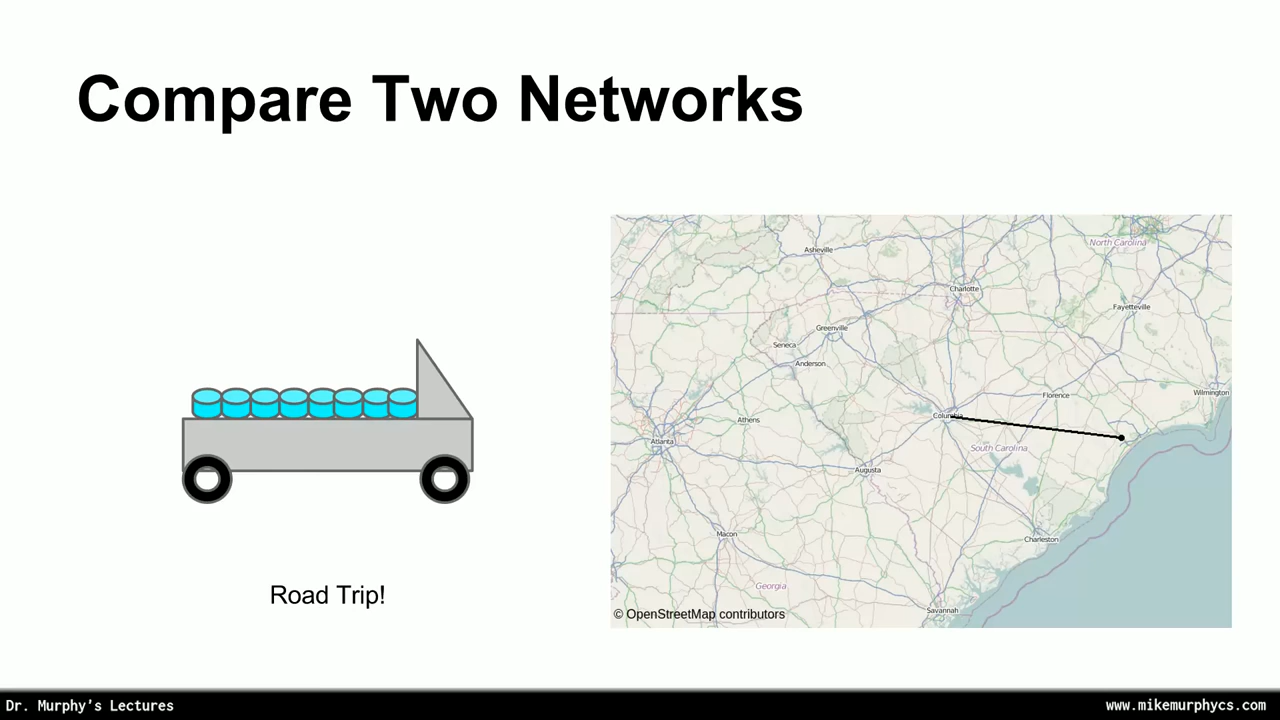 Compare Two Networks
North Carolina
Asheville
Charlotte
Fayetteville
Greenville
Seneca
Anderson
Florence
Wilmington
Athens
Columbia
Atlanta
South Carolina
Augusta
Macon
Charleston
Georgia
Savannah
© OpenStreetMap contributors
Road Trip!
Dr. Murphy's Lectures
www.mikemurphycs.com